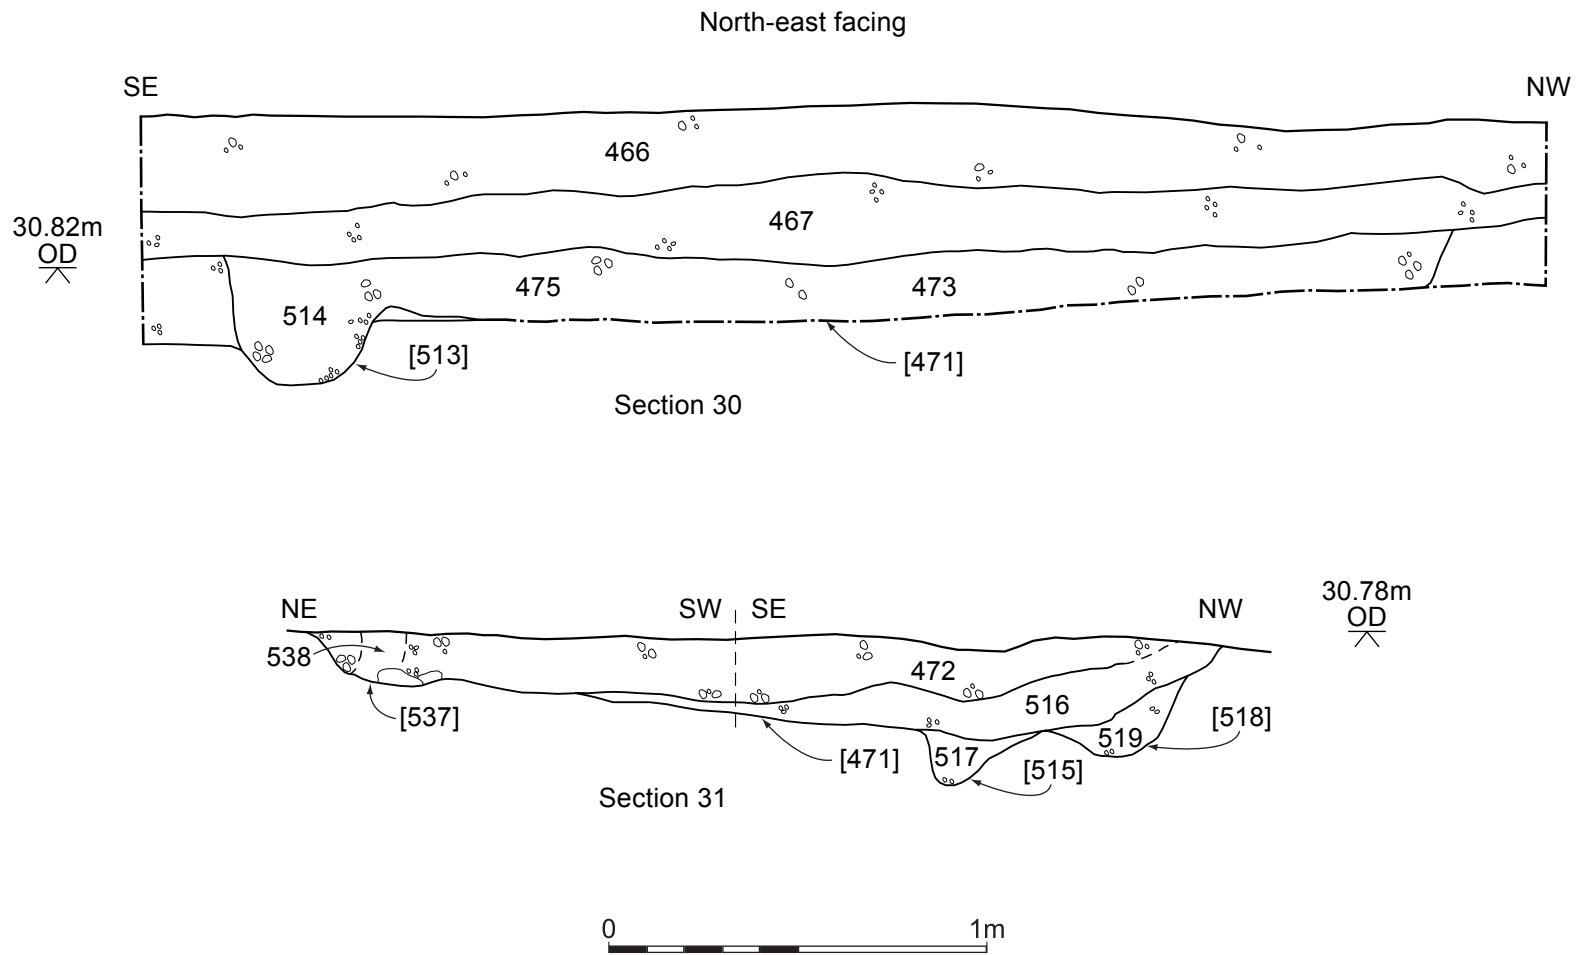 North-east facing
SE
NW
466
467
30.82m
OD
475
473
514
[513]
[471]
Section 30
NE
SW
SE
NW
30.78m
OD
538
472
516
[537]
[518]
519
517
[471]
[515]
Section 31
0
1m